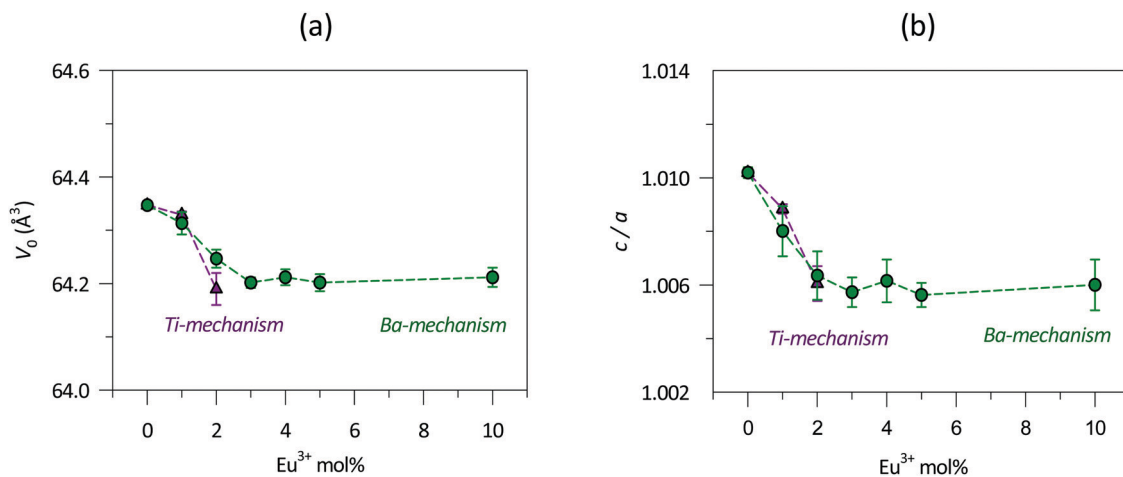 (a)
64.6
64.4
64.2
64.0
V₀ (Å³)
Ti-mechanism
Ba-mechanism
0 2 4 6 8 10
Eu³⁺ mol%
(b)
1.014
1.010
1.006
1.002
c / a
Ti-mechanism
Ba-mechanism
0 2 4 6 8 10
Eu³⁺ mol%